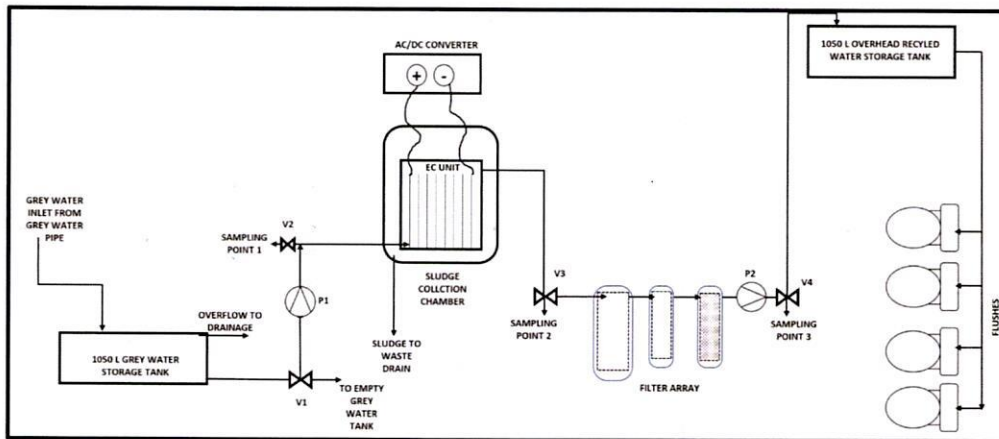 AC/DC CONVERTER
+
-
1050 L OVERHEAD RECYLED
WATER STORAGE TANK
EC UNIT
GREY WATER
INLET FROM
GREY WATER
PIPE
V2
SAMPLING
POINT 1
P1
SLUDGE
COLLCTION
CHAMBER
V3
SAMPLING
POINT 2
P2
V4
SAMPLING
POINT 3
OVERFLOW TO
DRAINAGE
1050 L GREY WATER
STORAGE TANK
V1
TO EMPTY
GREY
WATER
TANK
SLUDGE TO
WASTE
DRAIN
FILTER ARRAY
FLUSHES